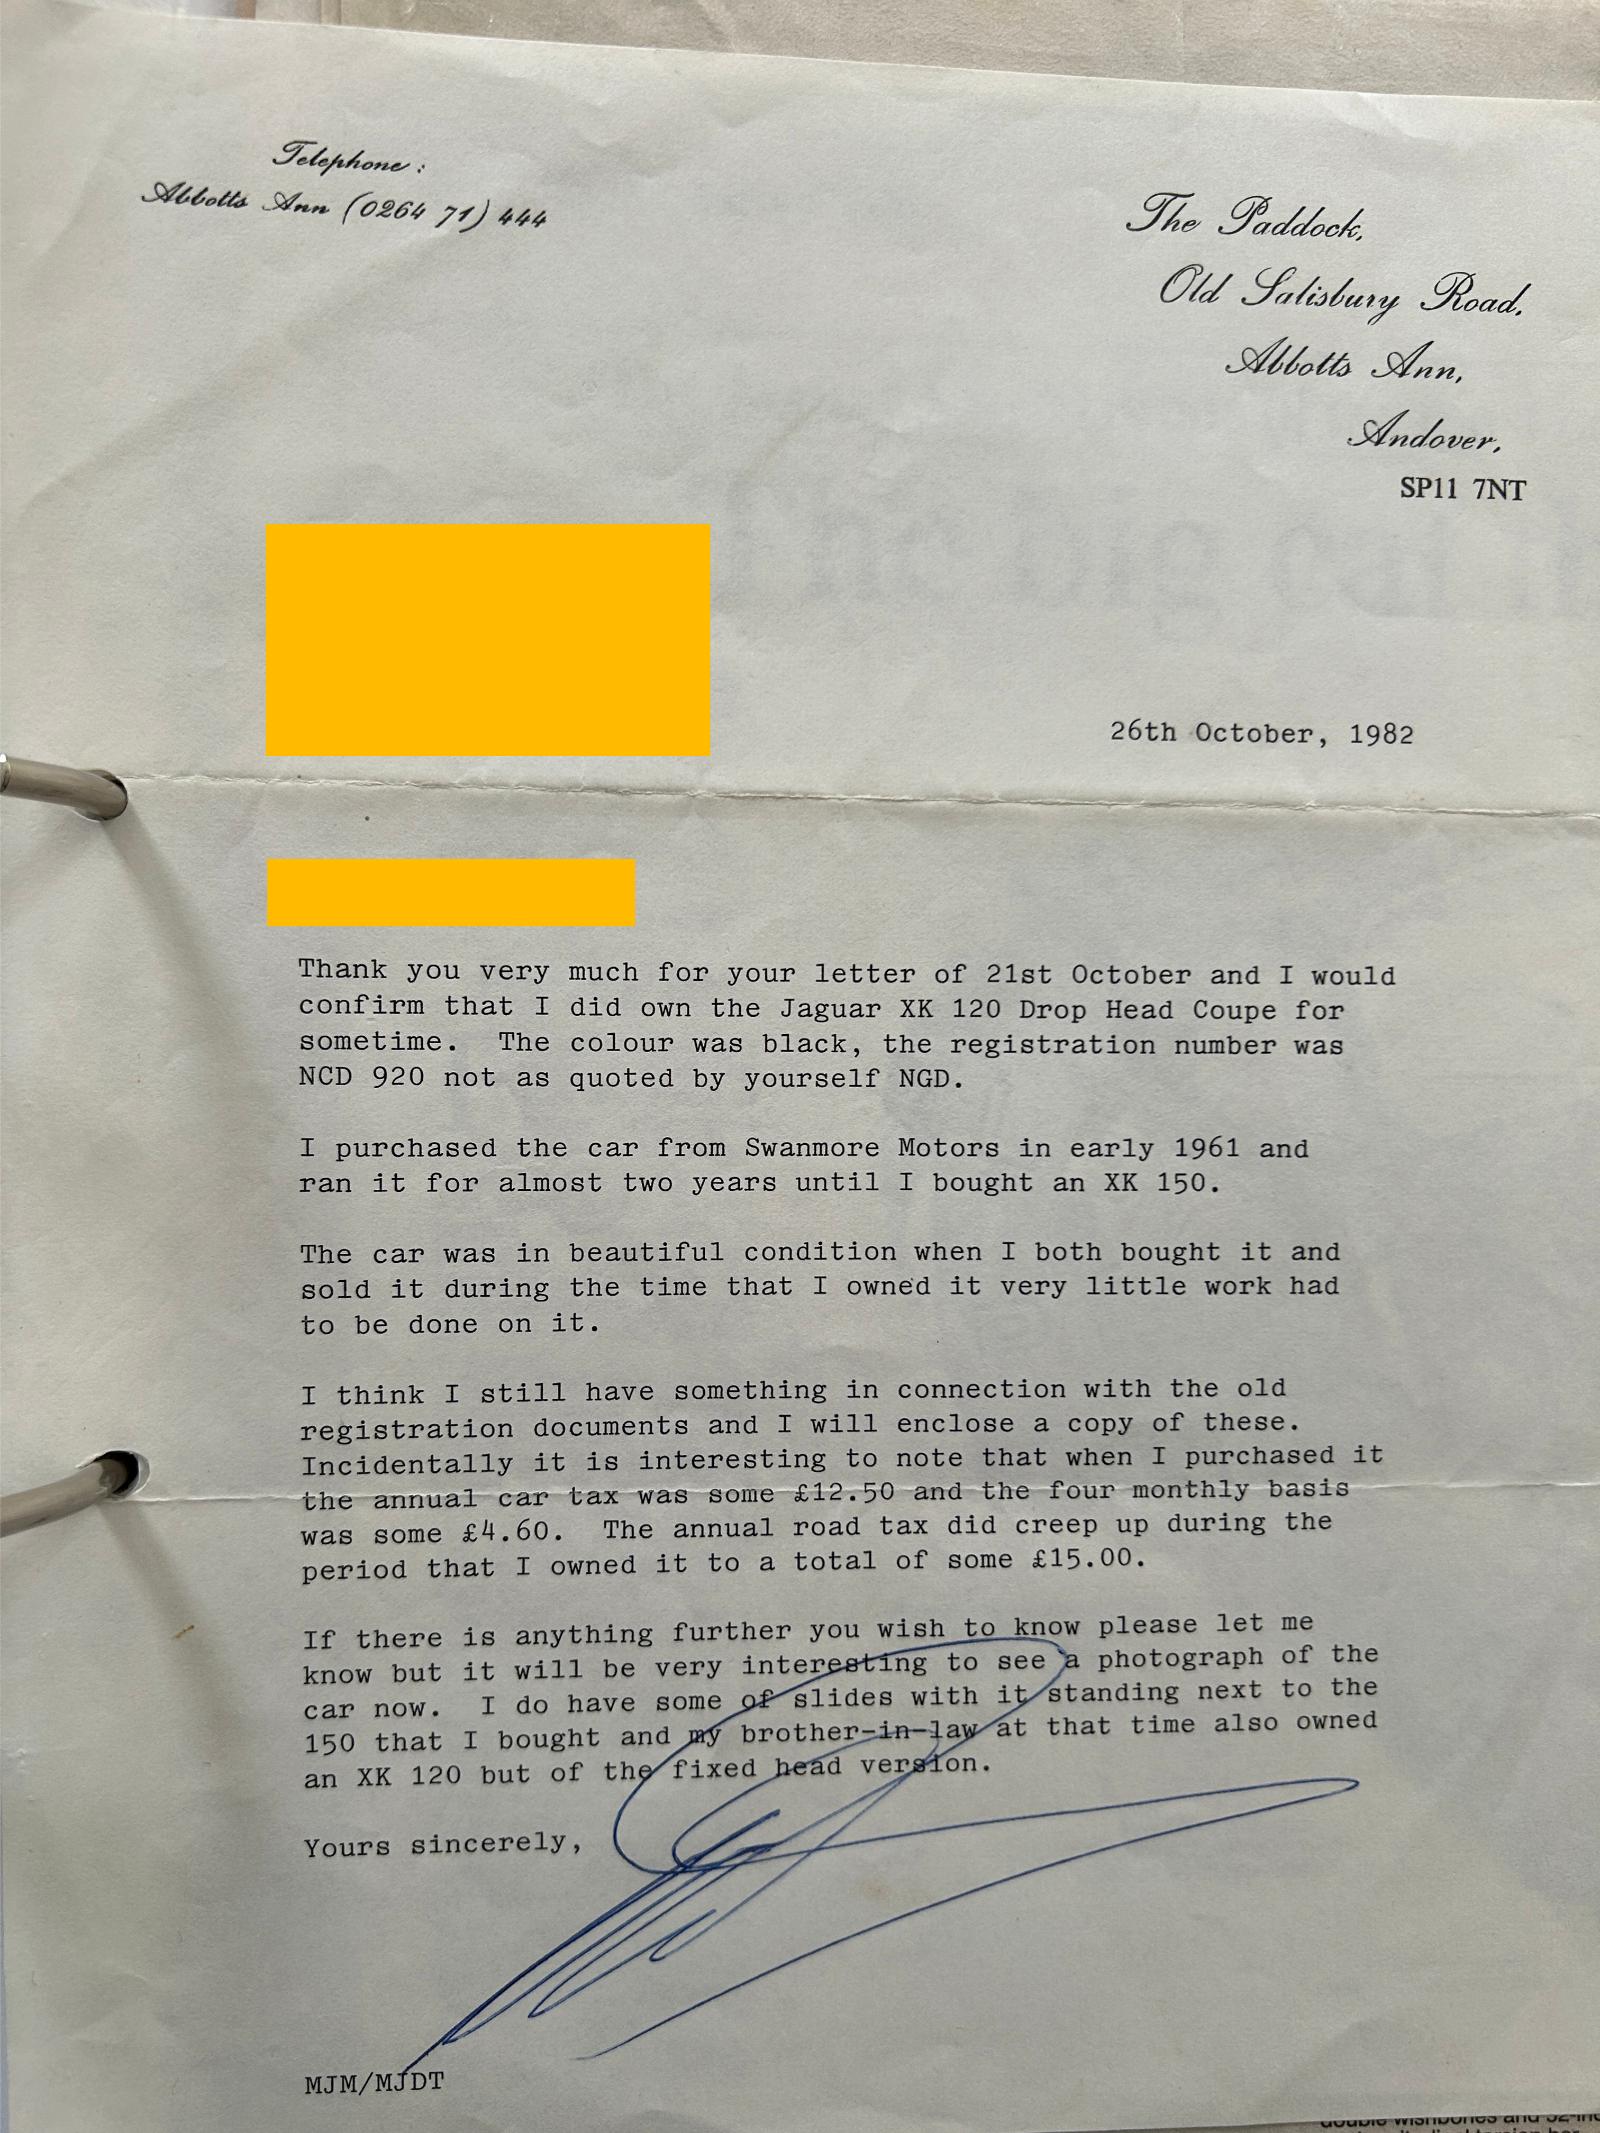 Telephone :
Abbotts Ann (0264 71) 444
The Paddock,
Old Salisbury Road,
Abbotts Ann,
Andover,
SP11 7NT
26th October, 1982
Thank you very much for your letter of 21st October and I would
confirm that I did own the Jaguar XK 120 Drop Head Coupe for
sometime.  The colour was black, the registration number was
NCD 920 not as quoted by yourself NGD.
I purchased the car from Swanmore Motors in early 1961 and
ran it for almost two years until I bought an XK 150.
The car was in beautiful condition when I both bought it and
sold it during the time that I owned it very little work had
to be done on it.
I think I still have something in connection with the old
registration documents and I will enclose a copy of these.
Incidentally it is interesting to note that when I purchased it
the annual car tax was some £12.50 and the four monthly basis
was some £4.60.  The annual road tax did creep up during the
period that I owned it to a total of some £15.00.
If there is anything further you wish to know please let me
know but it will be very interesting to see a photograph of the
car now.  I do have some of slides with it standing next to the
150 that I bought and my brother-in-law at that time also owned
an XK 120 but of the fixed head version.
Yours sincerely,
MJM/MJDT
double wishbones and 52-in